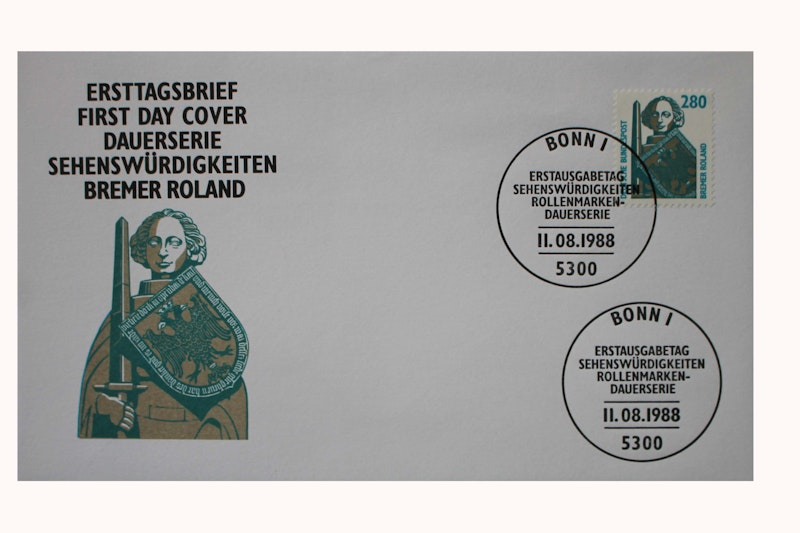 ERSTTAGSBRIEF
FIRST DAY COVER
DAUERSERIE
SEHENSWÜRDIGKEITEN
BREMER ROLAND
280
BUNDESPOST
BREMER ROLAND
BONN 1
ERSTAUSGABETAG
SEHENSWÜRDIGKEITEN
ROLLENMARKEN-
DAUERSERIE
11.08.1988
5300
BONN 1
ERSTAUSGABETAG
SEHENSWÜRDIGKEITEN
ROLLENMARKEN-
DAUERSERIE
11.08.1988
5300